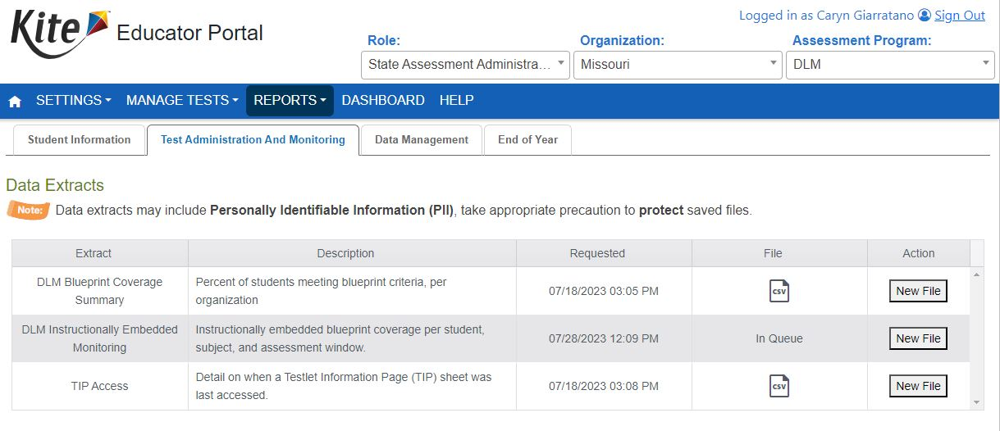 Kite Educator Portal
Logged in as Caryn Giarratano Sign Out
Role: Organization: Assessment Program:
State Assessment Administra... Missouri DLM
SETTINGS MANAGE TESTS REPORTS DASHBOARD HELP
Student Information Test Administration And Monitoring Data Management End of Year
Data Extracts
Note: Data extracts may include Personally Identifiable Information (PII), take appropriate precaution to protect saved files.
Extract Description Requested File Action
DLM Blueprint Coverage Summary
Percent of students meeting blueprint criteria, per organization
07/18/2023 03:05 PM
CSV
New File
DLM Instructionally Embedded Monitoring
Instructionally embedded blueprint coverage per student, subject, and assessment window.
07/28/2023 12:09 PM
In Queue
New File
TIP Access
Detail on when a Testlet Information Page (TIP) sheet was last accessed.
07/18/2023 03:08 PM
CSV
New File